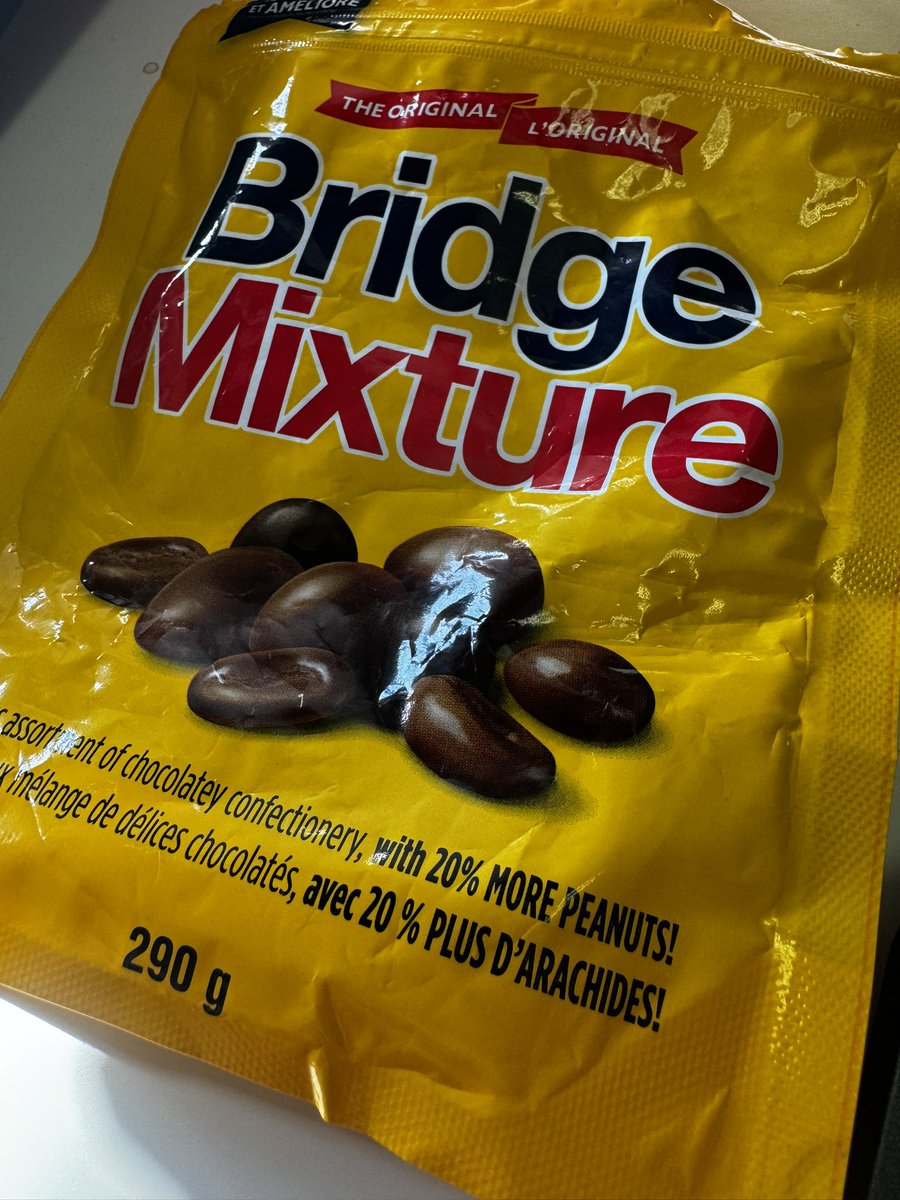 ET AMÉLIORÉ
THE ORIGINAL
L'ORIGINAL
Bridge
Mixture
assortment of chocolatey confectionery, with 20% MORE PEANUTS!
mélange de délices chocolatés, avec 20 % PLUS D'ARACHIDES!
290 g